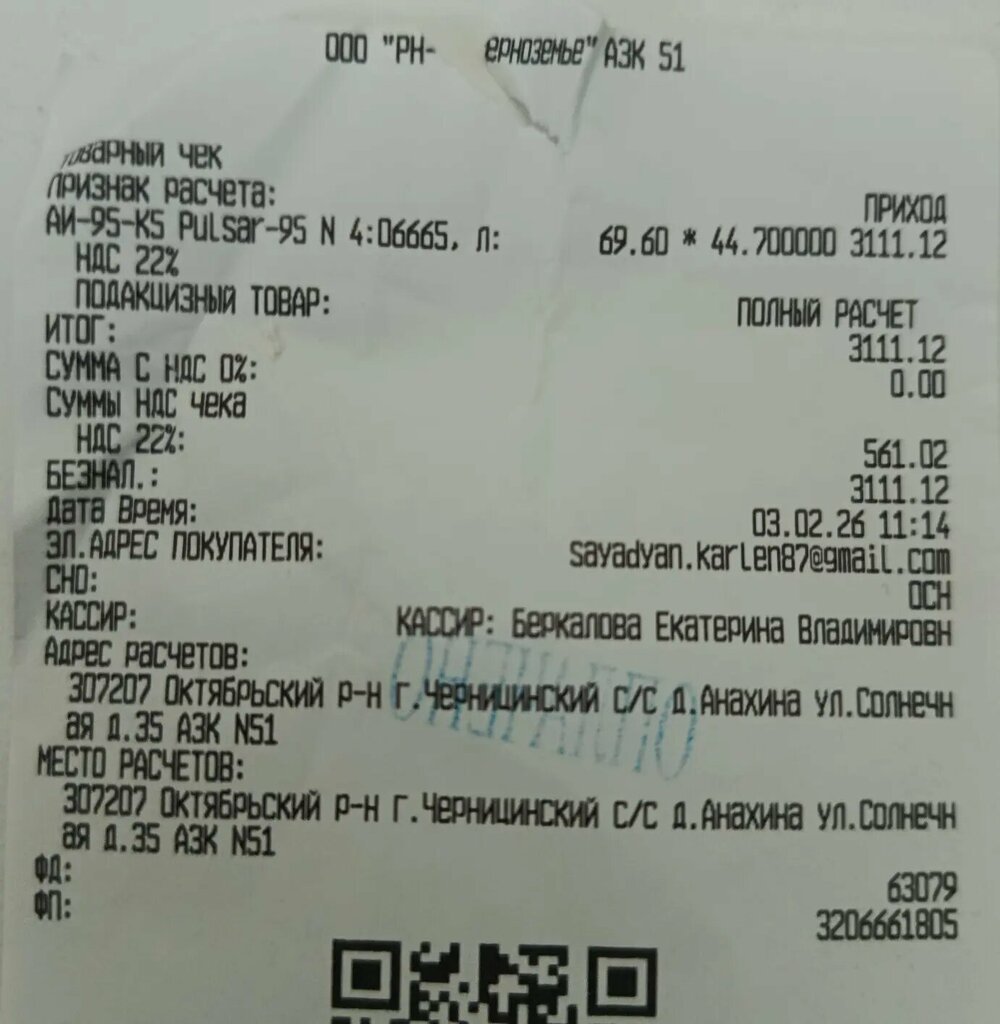 ООО "РН- ернозенье" АЗК 51
товарный чек
ПРИЗНАК РАСЧЕТА: ПРИХОД
АИ-95-К5 Pulsar-95 N 4:06665, л: 69.60 * 44.700000 3111.12
НДС 22%
ПОДАКЦИЗНЫЙ ТОВАР: ПОЛНЫЙ РАСЧЕТ
ИТОГ: 3111.12
СУММА С НДС 0%: 0.00
СУММЫ НДС чека
НДС 22%: 561.02
БЕЗНАЛ.: 3111.12
Дата Время: 03.02.26 11:14
ЭЛ.АДРЕС ПОКУПАТЕЛЯ: sayadyan.karlen87@gmail.com
СНО: ОСН
КАССИР: КАССИР: Беркалова Екатерина Владимировн
Адрес расчетов:
307207 Октябрьский р-н г.Черницинский С/С д.Анахина ул.Солнечн
ая д.35 АЗК N51
ОПЛАЧЕНО
МЕСТО РАСЧЕТОВ:
307207 Октябрьский р-н г.Черницинский С/С д.Анахина ул.Солнечн
ая д.35 АЗК N51
ФД: 63079
ФП: 3206661805